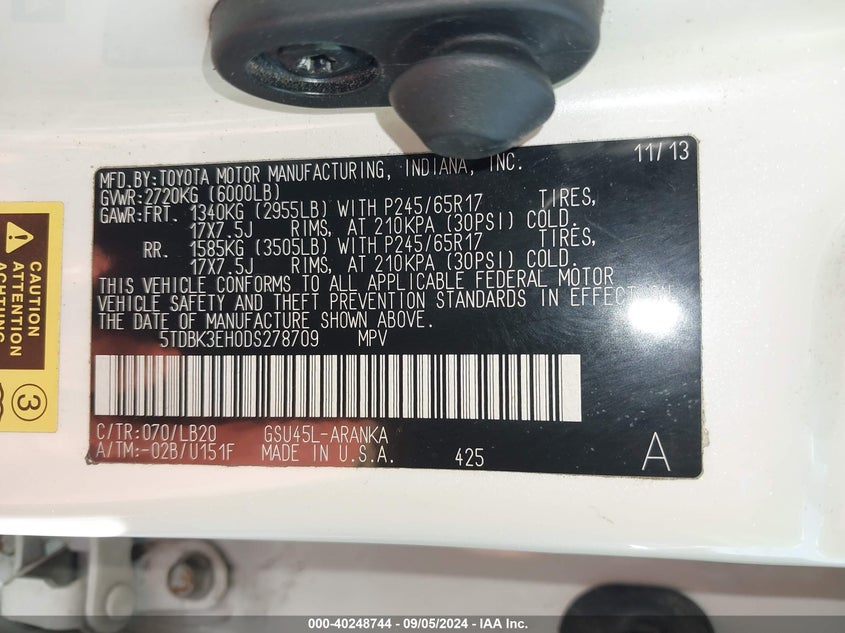 MFD.BY:TOYOTA MOTOR MANUFACTURING, INDIANA, INC. 11/13
GVWR:2720KG (6000LB)
GAWR:FRT. 1340KG (2955LB) WITH P245/65R17 TIRES,
17X7.5J RIMS, AT 210KPA (30PSI) COLD.
RR. 1585KG (3505LB) WITH P245/65R17 TIRES,
17X7.5J RIMS, AT 210KPA (30PSI) COLD.
THIS VEHICLE CONFORMS TO ALL APPLICABLE FEDERAL MOTOR
VEHICLE SAFETY AND THEFT PREVENTION STANDARDS IN EFFECT ON
THE DATE OF MANUFACTURE SHOWN ABOVE.
5TDBK3EH0DS278709 MPV
C/TR:070/LB20 GSU45L-ARANKA
A/TM:-02B/U151F MADE IN U.S.A. 425 A
CAUTION
ATTENTION
ACHTUNG
3
000-40248744 - 09/05/2024 - IAA Inc.